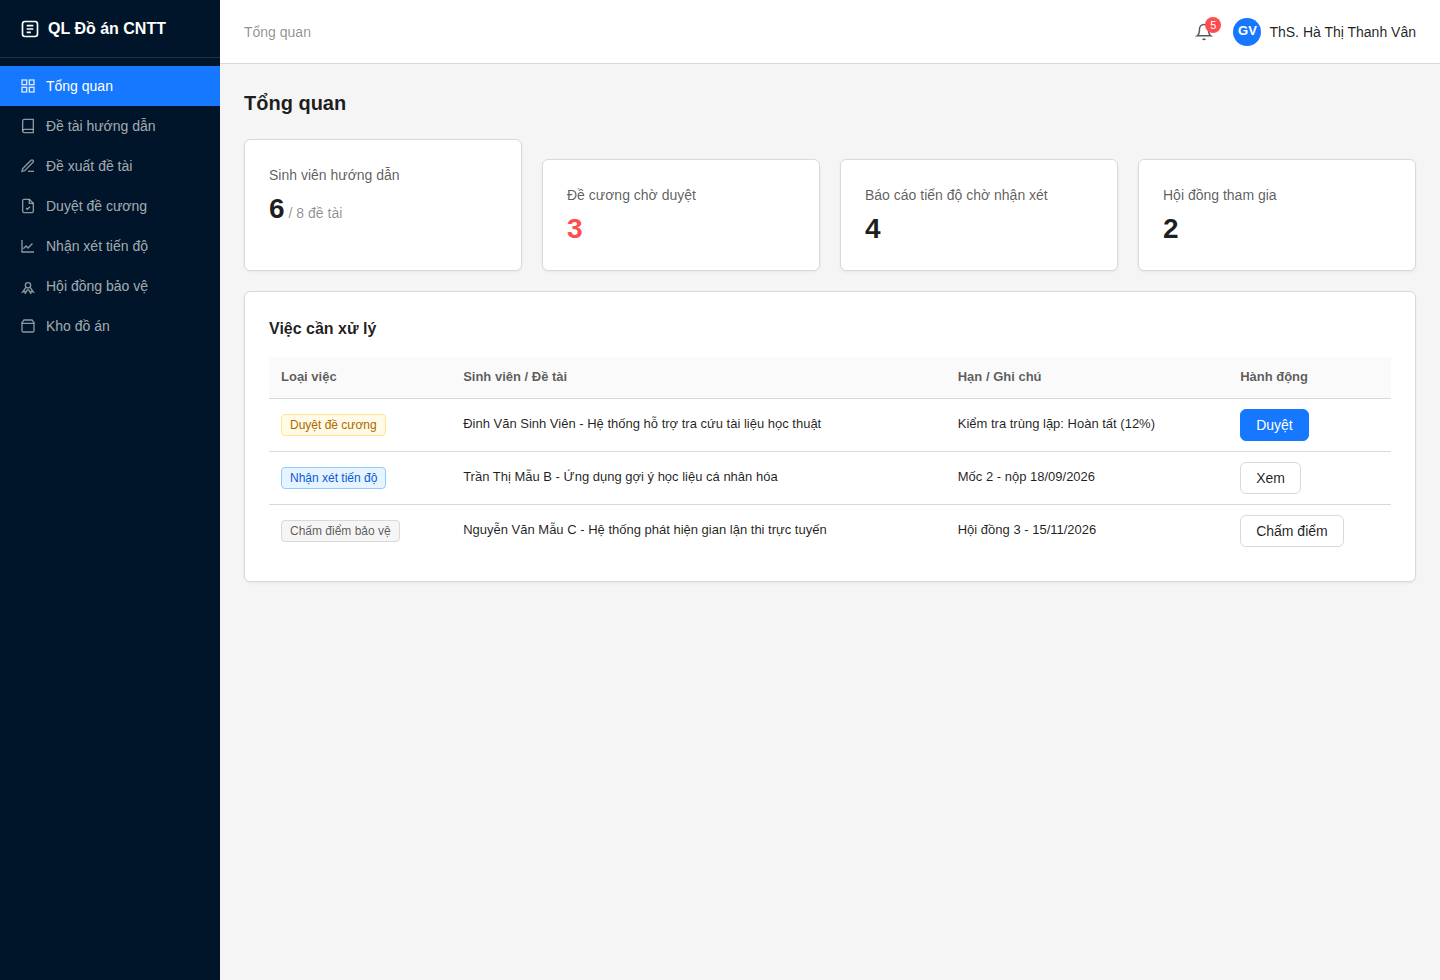 QL Đồ án CNTT
Tổng quan
Đề tài hướng dẫn
Đề xuất đề tài
Duyệt đề cương
Nhận xét tiến độ
Hội đồng bảo vệ
Kho đồ án
Tổng quan
5
GV
ThS. Hà Thị Thanh Vân
Tổng quan
Sinh viên hướng dẫn
6 / 8 đề tài
Đề cương chờ duyệt
3
Báo cáo tiến độ chờ nhận xét
4
Hội đồng tham gia
2
Việc cần xử lý
Loại việc Sinh viên / Đề tài Hạn / Ghi chú Hành động
Duyệt đề cương Đinh Văn Sinh Viên - Hệ thống hỗ trợ tra cứu tài liệu học thuật Kiểm tra trùng lặp: Hoàn tất (12%) Duyệt
Nhận xét tiến độ Trần Thị Mẫu B - Ứng dụng gợi ý học liệu cá nhân hóa Mốc 2 - nộp 18/09/2026 Xem
Chấm điểm bảo vệ Nguyễn Văn Mẫu C - Hệ thống phát hiện gian lận thi trực tuyến Hội đồng 3 - 15/11/2026 Chấm điểm